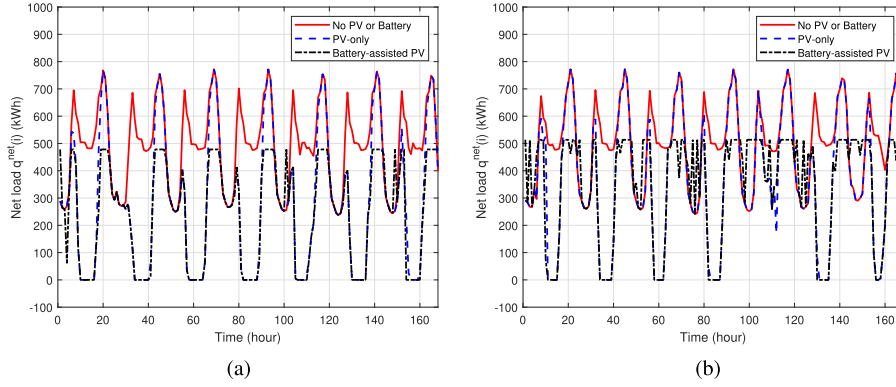 1000
900
800
700
600
500
400
300
200
100
0
-100
Net load q^net(i) (kWh)
No PV or Battery
PV-only
Battery-assisted PV
0 20 40 60 80 100 120 140 160
Time (hour)
(a)
1000
900
800
700
600
500
400
300
200
100
0
-100
Net load q^net(i) (kWh)
No PV or Battery
PV-only
Battery-assisted PV
0 20 40 60 80 100 120 140 160
Time (hour)
(b)